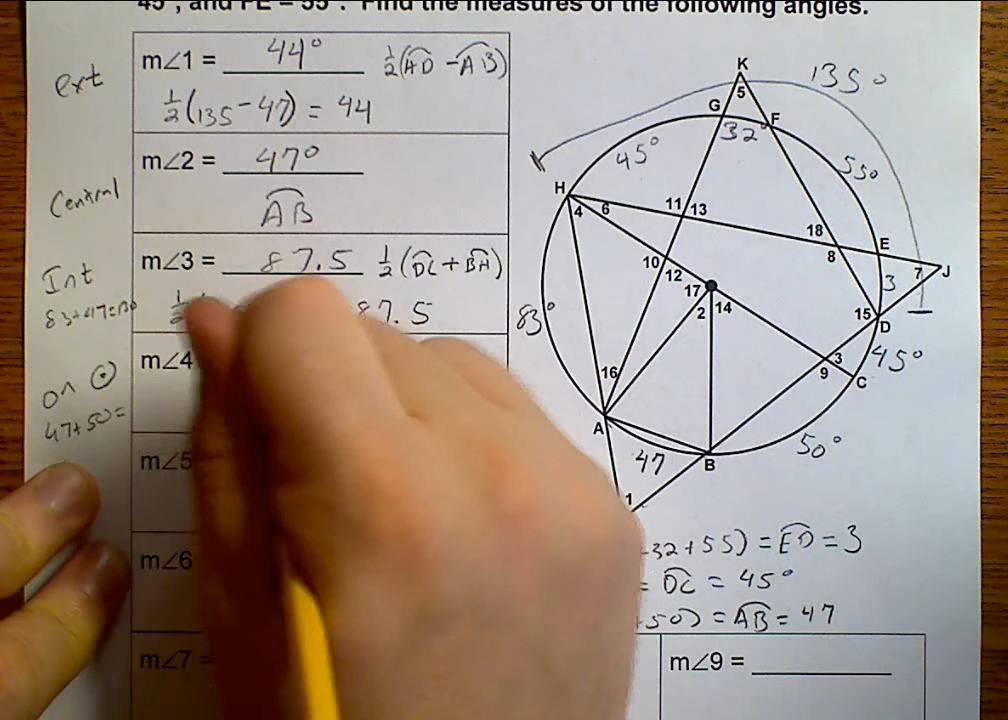 45°, and FE = 55°. Find the measures of the following angles.
ext
m∠1 = 44° ½(AD - AB)
½(135 - 47) = 44
Central
m∠2 = 47°
AB
Int
83+47=130
m∠3 = 87.5 ½(DC + BH)
87.5
on ⊙
47+50=
m∠4
m∠5
m∠6
m∠7 =
K
135°
5
G
32°
F
45°
55°
H
4
6
11
13
18
8
E
7
J
10
12
17
2
14
3
15
D
83°
16
3
9
45°
C
A
47
B
50°
1
32+55) = ED = 3
= DC = 45°
+50) = AB = 47
m∠9 =